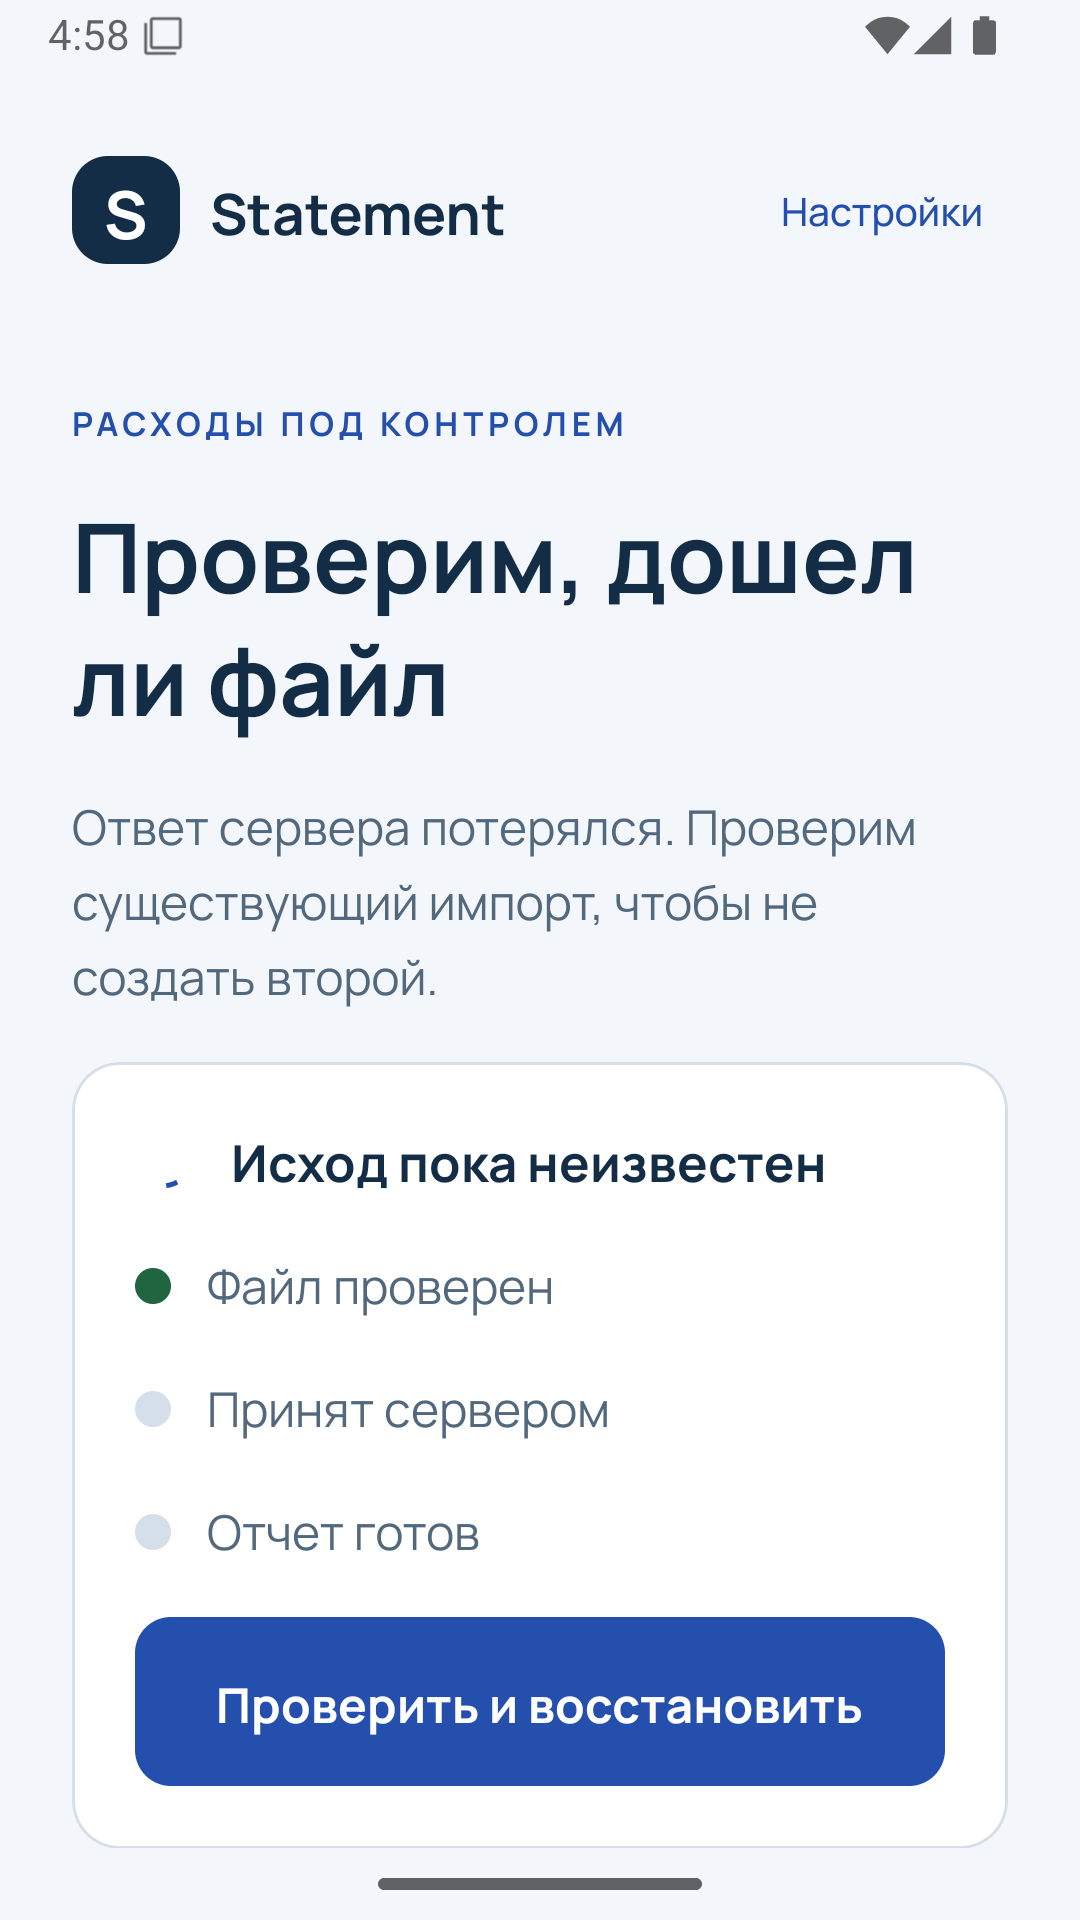 4:58
S Statement
Настройки
РАСХОДЫ ПОД КОНТРОЛЕМ
Проверим, дошел
ли файл
Ответ сервера потерялся. Проверим
существующий импорт, чтобы не
создать второй.
Исход пока неизвестен
Файл проверен
Принят сервером
Отчет готов
Проверить и восстановить